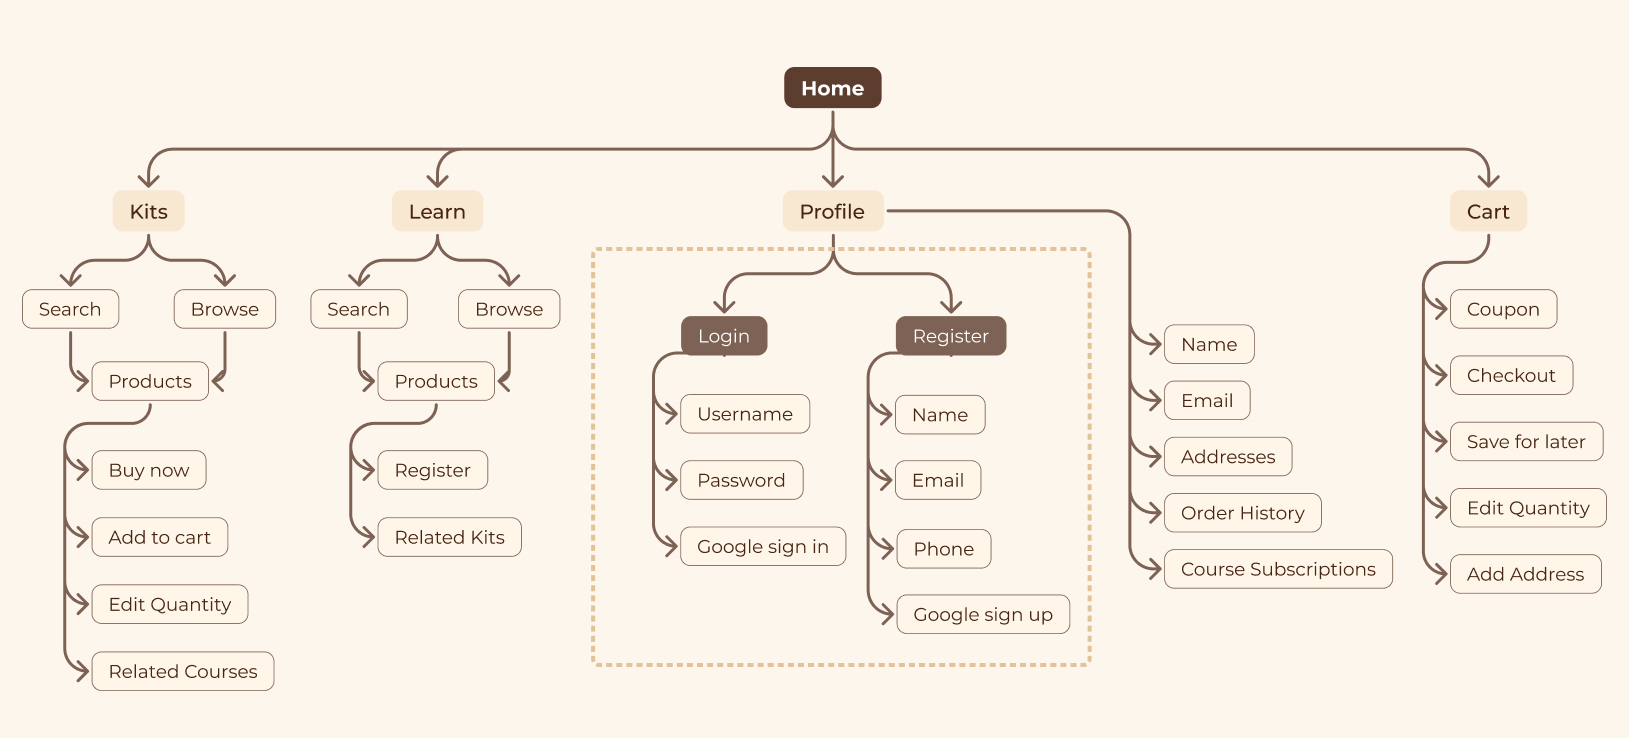 Home
Kits
Learn
Profile
Cart
Search
Browse
Products
Buy now
Add to cart
Edit Quantity
Related Courses
Search
Browse
Products
Register
Related Kits
Login
Username
Password
Google sign in
Register
Name
Email
Phone
Google sign up
Name
Email
Addresses
Order History
Course Subscriptions
Coupon
Checkout
Save for later
Edit Quantity
Add Address